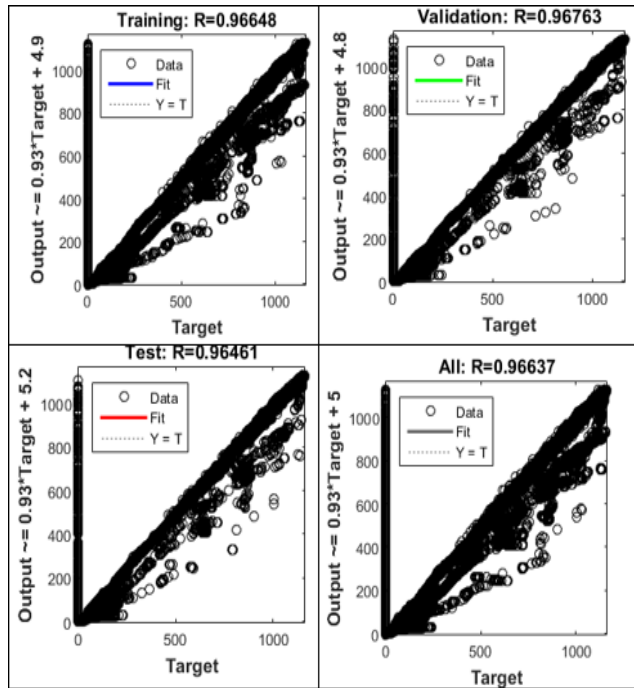 Training: R=0.96648
Output ~= 0.93*Target + 4.9
1000
800
600
400
200
0
Data
Fit
Y = T
0
500
1000
Target
Validation: R=0.96763
Output ~= 0.93*Target + 4.8
1000
800
600
400
200
0
Data
Fit
Y = T
0
500
1000
Target
Test: R=0.96461
Output ~= 0.93*Target + 5.2
1000
800
600
400
200
0
Data
Fit
Y = T
0
500
1000
Target
All: R=0.96637
Output ~= 0.93*Target + 5
1000
800
600
400
200
0
Data
Fit
Y = T
0
500
1000
Target